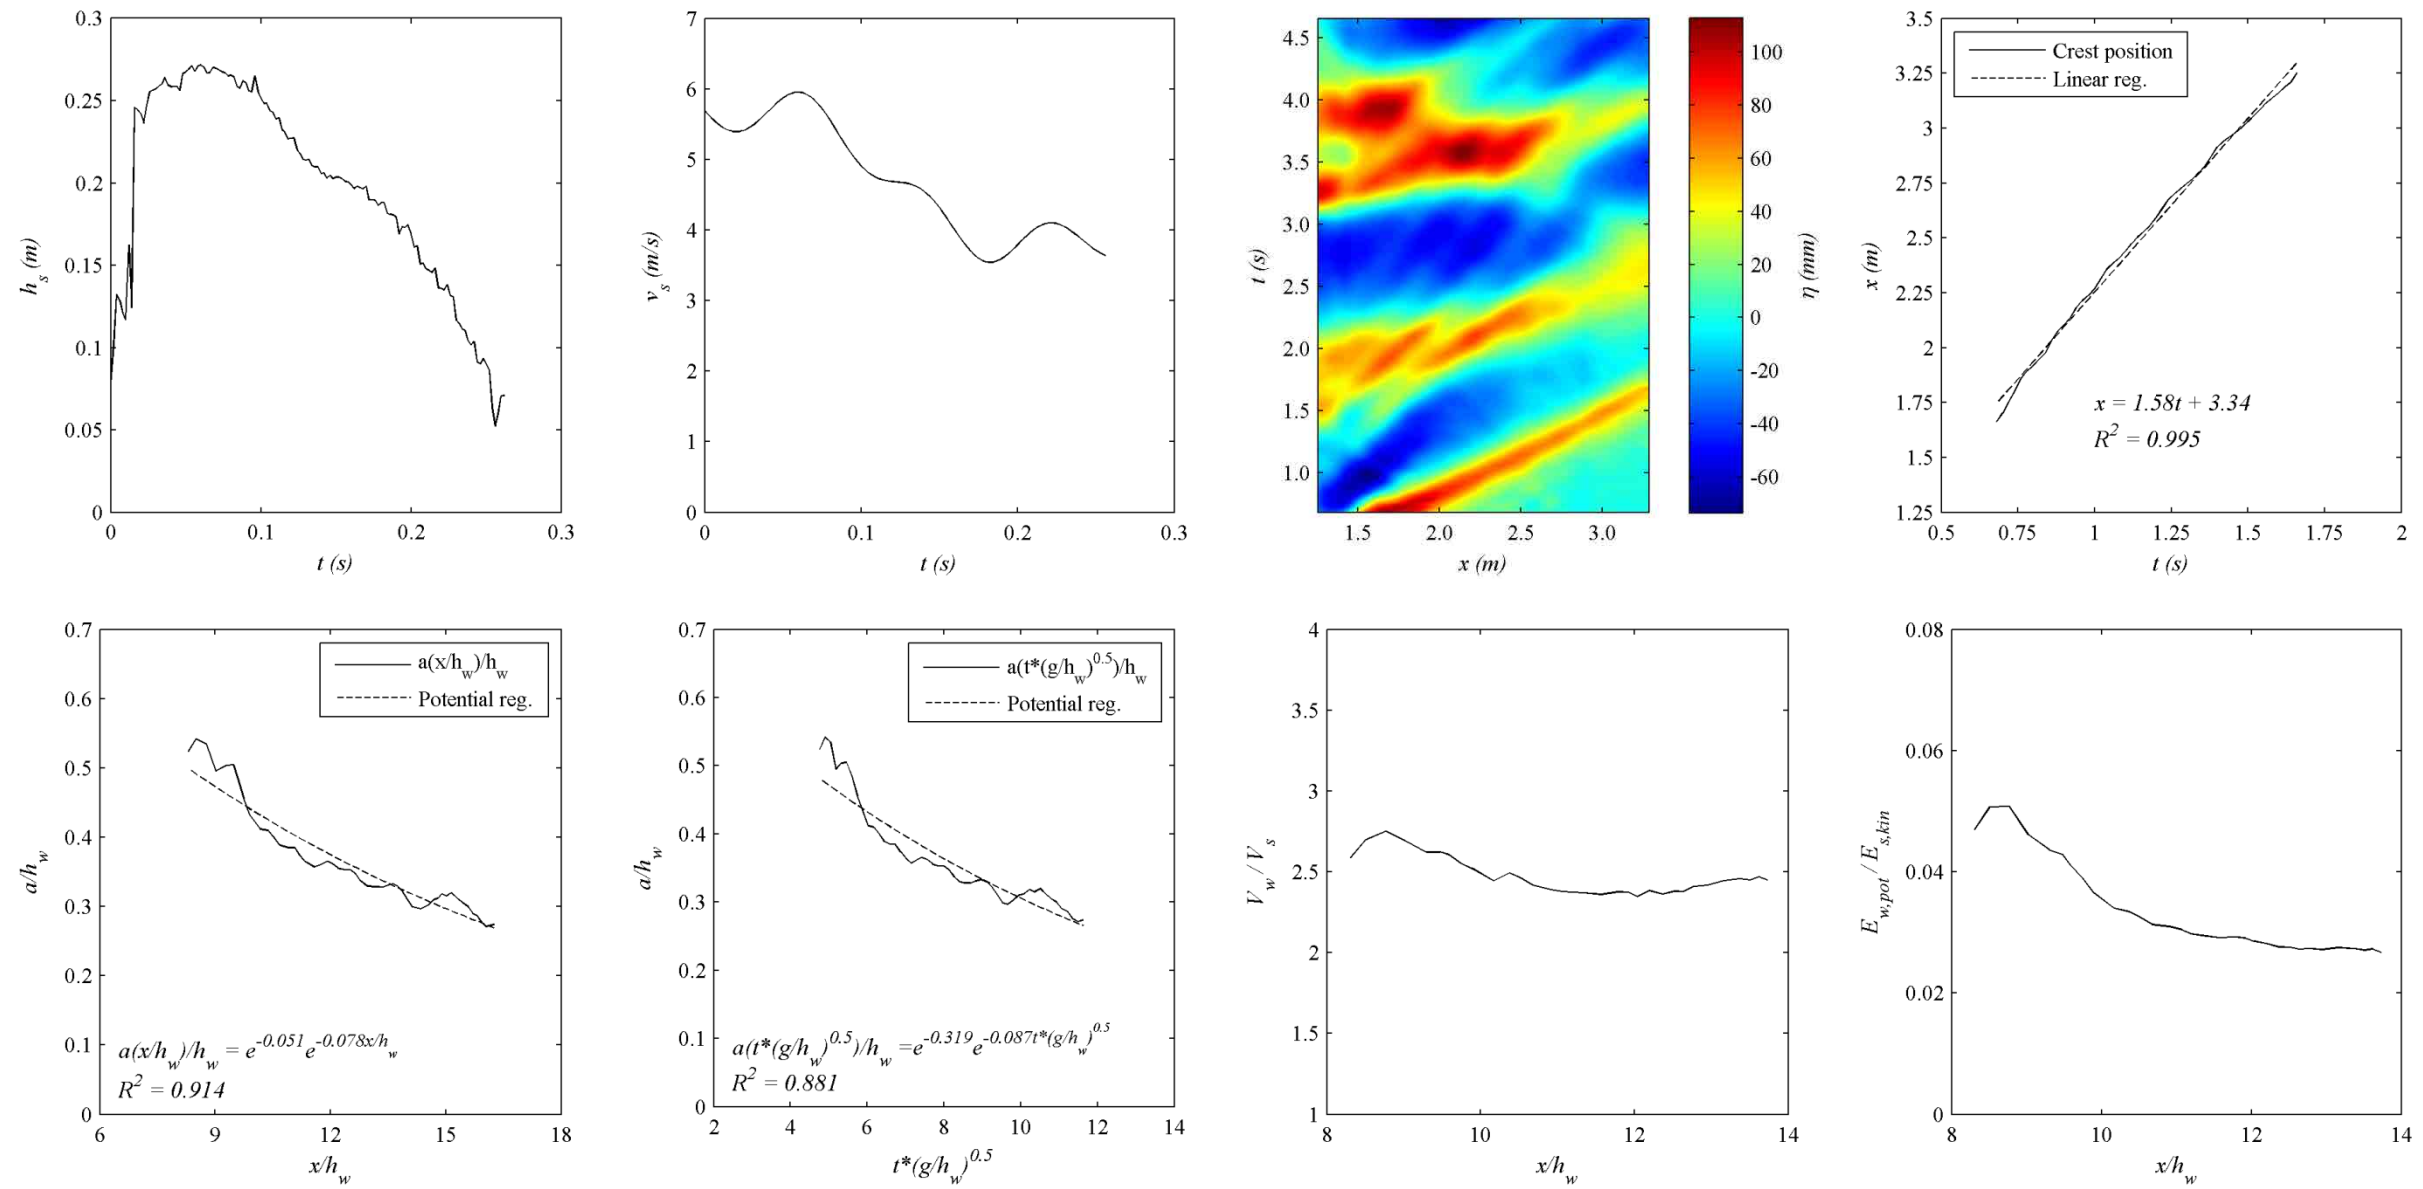 0.3
0.25
0.2
0.15
0.1
0.05
0
h_s (m)
0 0.1 0.2 0.3
t (s)
7
6
5
4
3
2
1
0
v_s (m/s)
0 0.1 0.2 0.3
t (s)
4.5
4.0
3.5
3.0
2.5
2.0
1.5
1.0
t (s)
1.5 2.0 2.5 3.0
x (m)
100
80
60
40
20
0
-20
-40
-60
η (mm)
3.5
3.25
3
2.75
2.5
2.25
2
1.75
1.5
1.25
x (m)
Crest position
Linear reg.
x = 1.58t + 3.34
R^2 = 0.995
0.5 0.75 1 1.25 1.5 1.75 2
t (s)
0.7
0.6
0.5
0.4
0.3
0.2
0.1
0
a/h_w
a(x/h_w)/h_w
Potential reg.
a(x/h_w)/h_w = e^-0.051 e^-0.078x/h_w
R^2 = 0.914
6 9 12 15 18
x/h_w
0.7
0.6
0.5
0.4
0.3
0.2
0.1
0
a/h_w
a(t*(g/h_w)^0.5)/h_w
Potential reg.
a(t*(g/h_w)^0.5)/h_w =e^-0.319 e^-0.087t*(g/h_w)^0.5
R^2 = 0.881
2 4 6 8 10 12 14
t*(g/h_w)^0.5
4
3.5
3
2.5
2
1.5
1
V_w / V_s
8 10 12 14
x/h_w
0.08
0.06
0.04
0.02
0
E_w,pot / E_s,kin
8 10 12 14
x/h_w